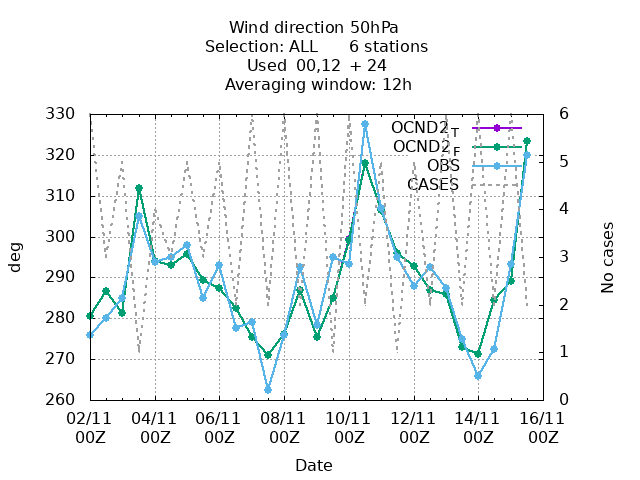 Wind direction 50hPa
Selection: ALL 6 stations
Used 00,12 + 24
Averaging window: 12h
330
320
310
300
290
280
270
260
deg
6
5
4
3
2
1
0
No cases
OCND2_T
OCND2_F
OBS
CASES
02/11 04/11 06/11 08/11 10/11 12/11 14/11 16/11
00Z 00Z 00Z 00Z 00Z 00Z 00Z 00Z
Date